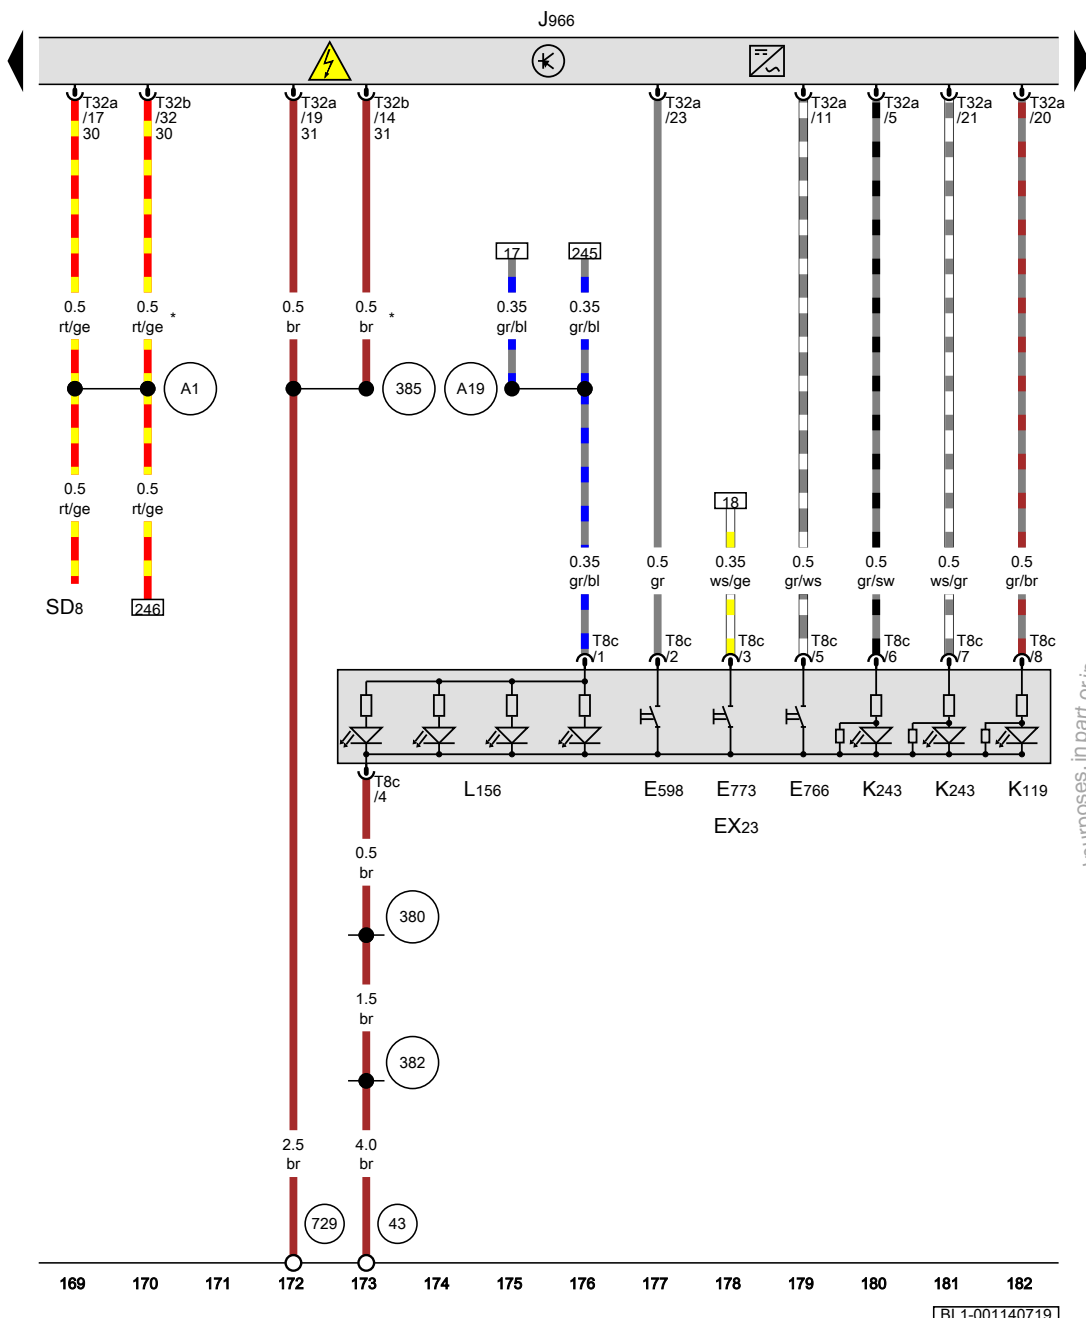 J966
T32a T32b T32a T32b T32a T32a T32a T32a T32a
/17 /32 /19 /14 /23 /11 /5 /21 /20
30 30 31 31
17 245
0.5 0.5 0.5 0.5 0.35 0.35
rt/ge rt/ge * br br * gr/bl gr/bl
A1 385 A19
0.5 0.5
rt/ge rt/ge
18
0.35 0.5 0.35 0.5 0.5 0.5 0.5
gr/bl gr ws/ge gr/ws gr/sw ws/gr gr/br
SD8 246
T8c T8c T8c T8c T8c T8c T8c
/1 /2 /3 /5 /6 /7 /8
T8c
/4
L156 E598 E773 E766 K243 K243 K119
EX23
0.5
br
380
1.5
br
382
2.5 4.0
br br
729 43
169 170 171 172 173 174 175 176 177 178 179 180 181 182
BL1-001140719
purposes, in part or in